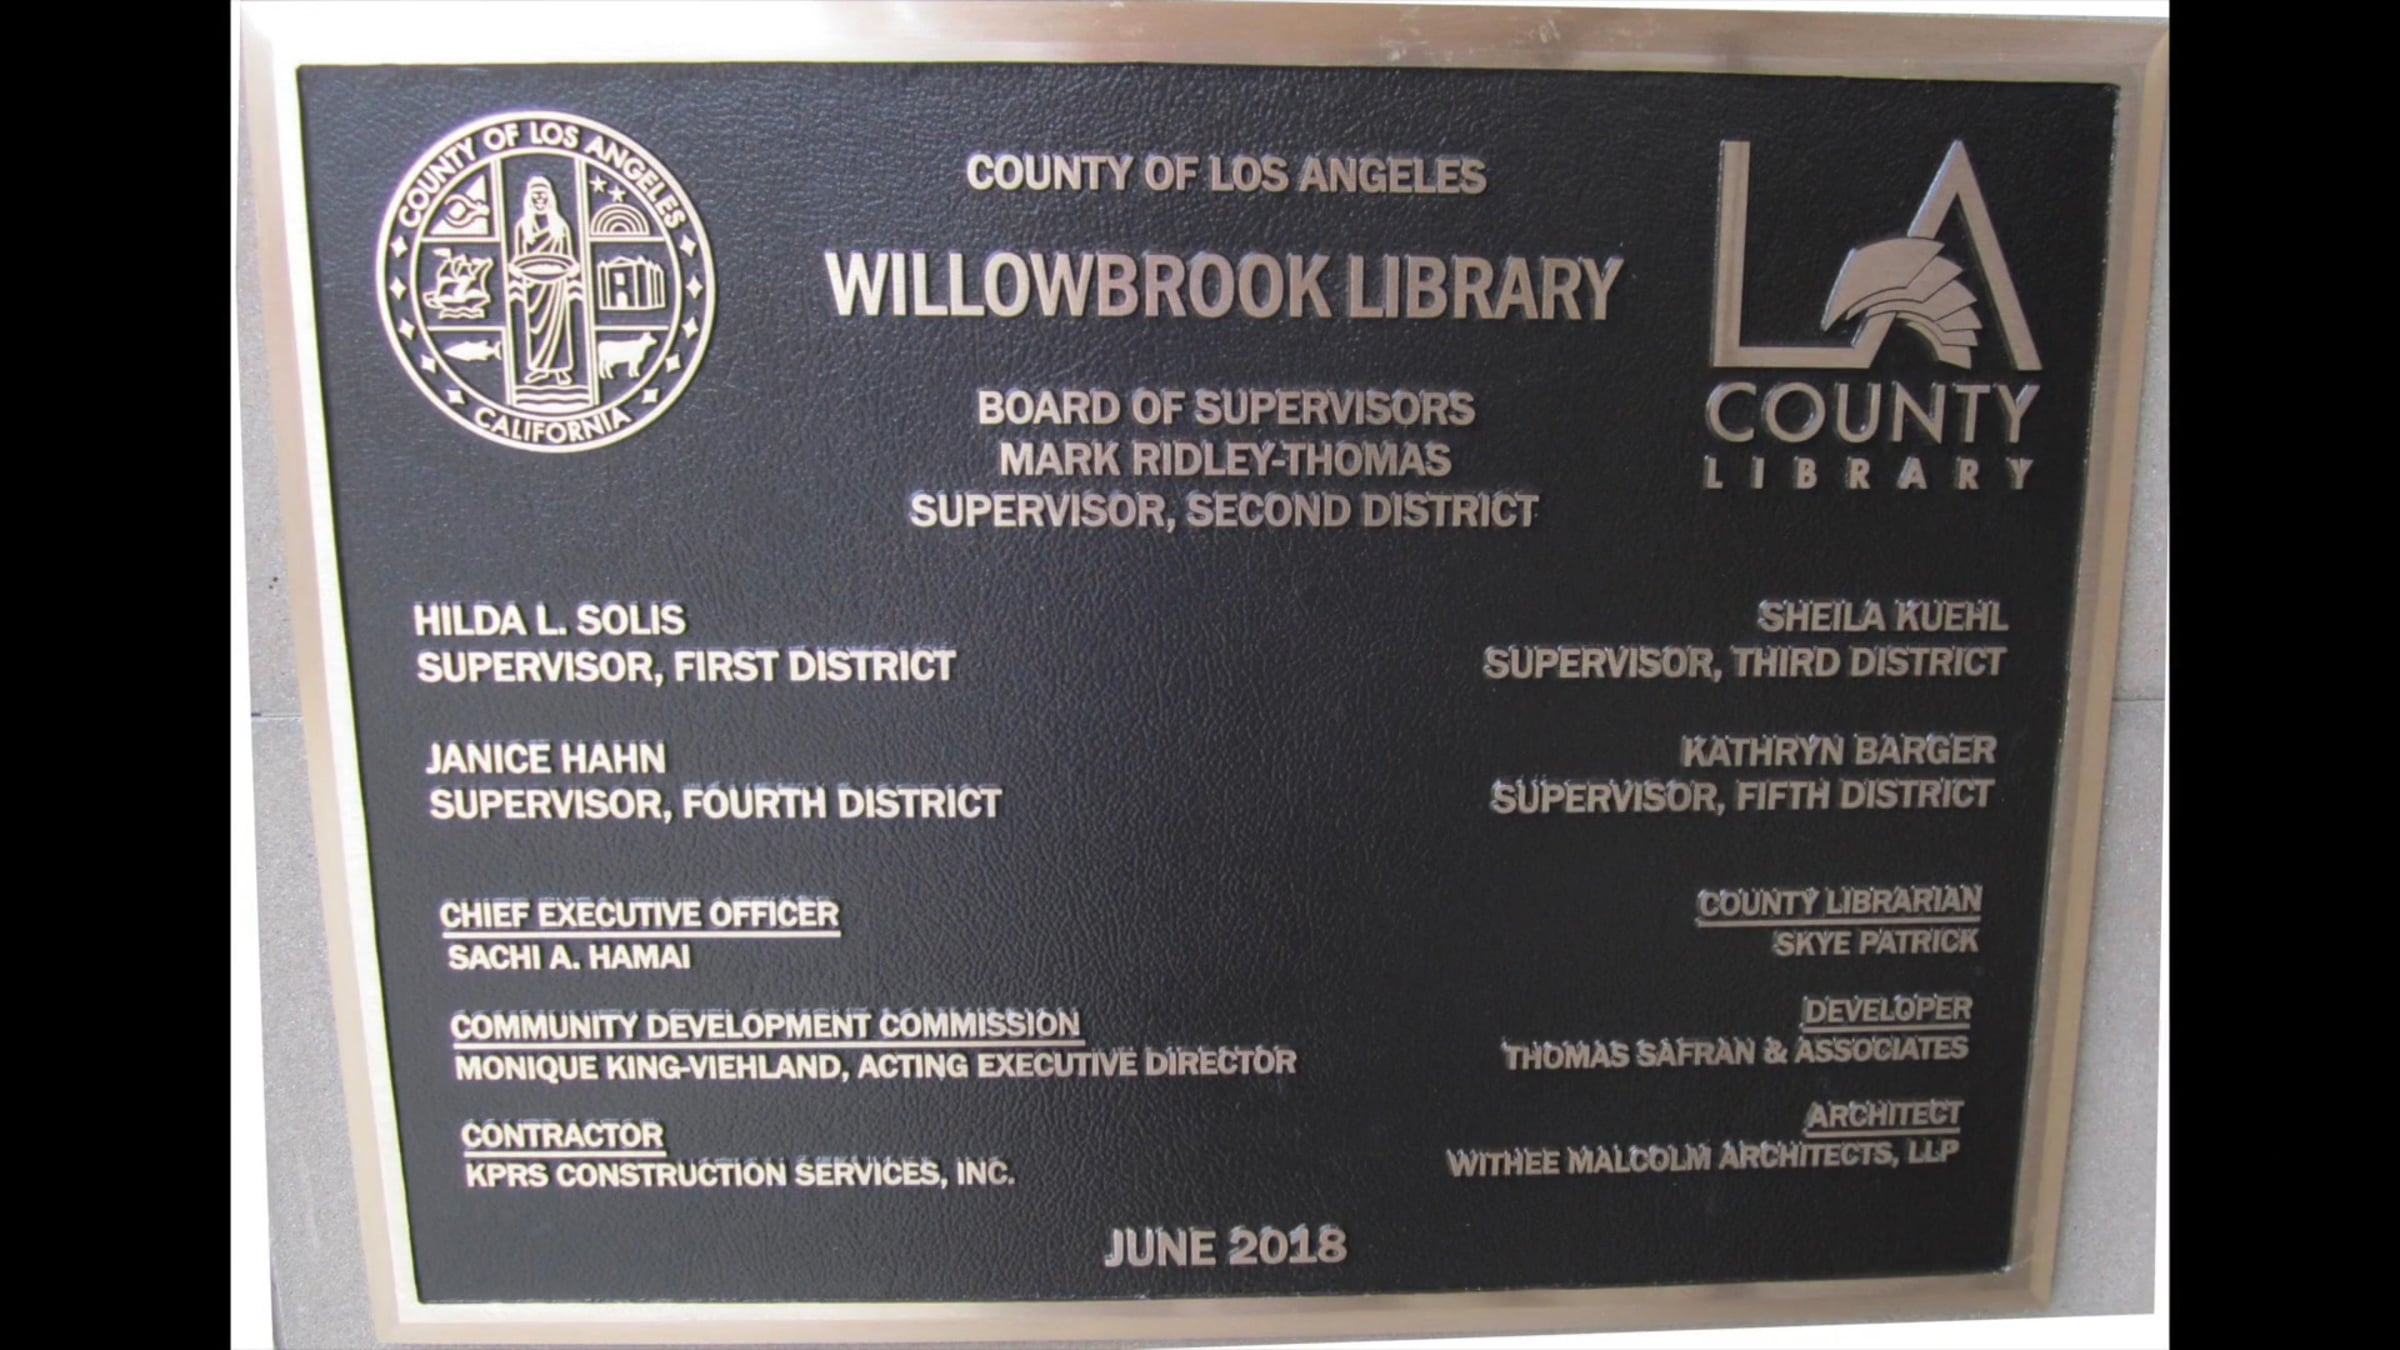 COUNTY OF LOS ANGELES
CALIFORNIA
COUNTY OF LOS ANGELES
WILLOWBROOK LIBRARY
LA
COUNTY
LIBRARY
BOARD OF SUPERVISORS
MARK RIDLEY-THOMAS
SUPERVISOR, SECOND DISTRICT
HILDA L. SOLIS
SUPERVISOR, FIRST DISTRICT
SHEILA KUEHL
SUPERVISOR, THIRD DISTRICT
JANICE HAHN
SUPERVISOR, FOURTH DISTRICT
KATHRYN BARGER
SUPERVISOR, FIFTH DISTRICT
CHIEF EXECUTIVE OFFICER
SACHI A. HAMAI
COUNTY LIBRARIAN
SKYE PATRICK
COMMUNITY DEVELOPMENT COMMISSION
MONIQUE KING-VIEHLAND, ACTING EXECUTIVE DIRECTOR
DEVELOPER
THOMAS SAFRAN & ASSOCIATES
CONTRACTOR
KPRS CONSTRUCTION SERVICES, INC.
ARCHITECT
WITHEE MALCOLM ARCHITECTS, LLP
JUNE 2018